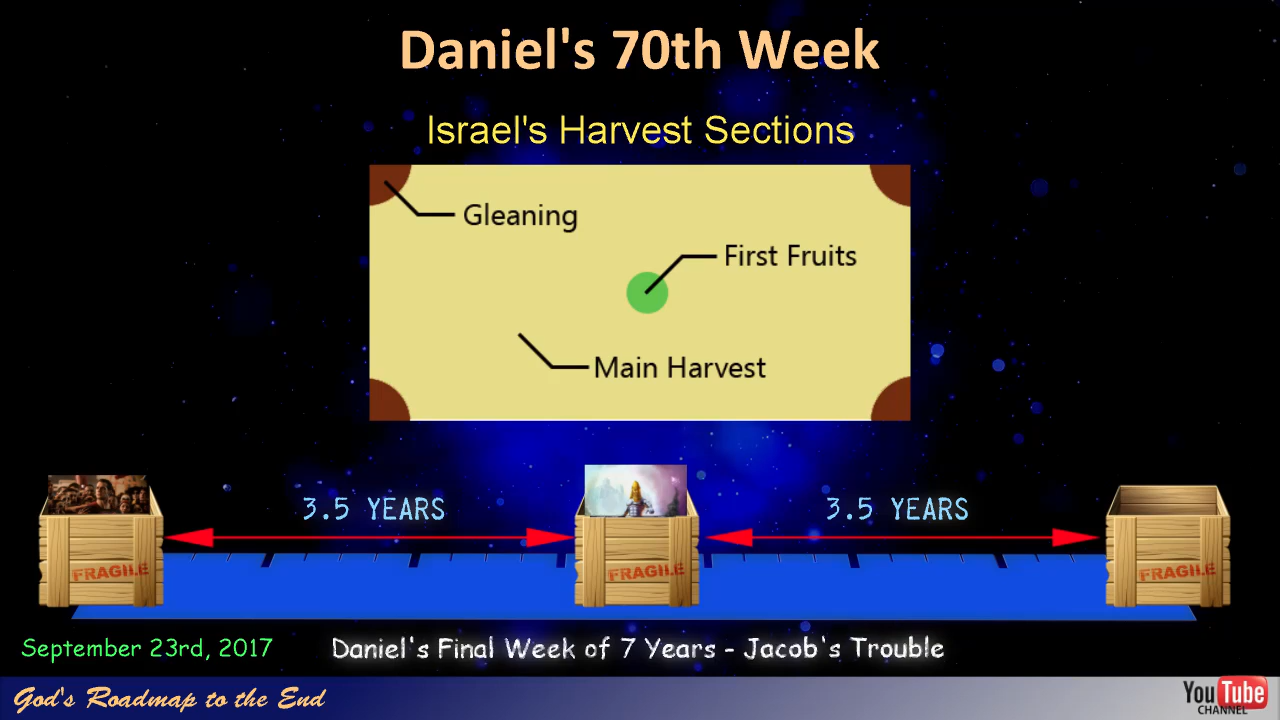 Daniel's 70th Week
Israel's Harvest Sections
Gleaning
First Fruits
Main Harvest
3.5 YEARS
3.5 YEARS
FRAGILE
FRAGILE
FRAGILE
September 23rd, 2017
Daniel's Final Week of 7 Years - Jacob's Trouble
God's Roadmap to the End
YouTube
CHANNEL